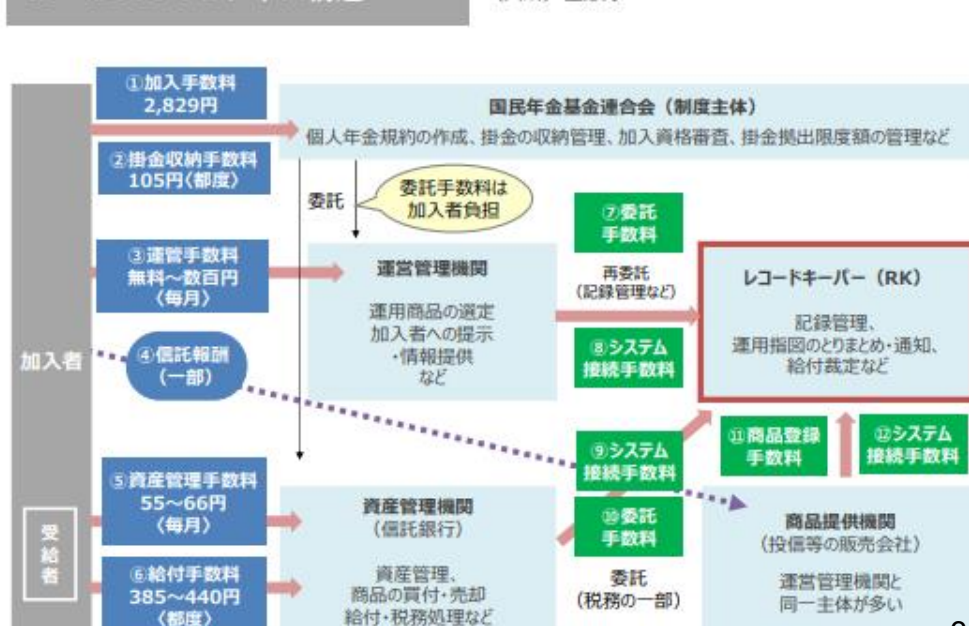 ①加入手数料
2,829円
国民年金基金連合会（制度主体）
個人年金規約の作成、掛金の収納管理、加入資格審査、掛金拠出限度額の管理など
②掛金収納手数料
105円〈都度〉
委託
委託手数料は
加入者負担
⑦委託
手数料
③運管手数料
無料～数百円
〈毎月〉
運営管理機関
運用商品の選定
加入者への提示
・情報提供
など
再委託
（記録管理など）
レコードキーパー（RK）
記録管理、
運用指図のとりまとめ・通知、
給付裁定など
加入者
④信託報酬
（一部）
⑧システム
接続手数料
⑨システム
接続手数料
⑪商品登録
手数料
⑫システム
接続手数料
⑤資産管理手数料
55～66円
〈毎月〉
資産管理機関
（信託銀行）
資産管理、
商品の買付・売却
給付・税務処理など
⑩委託
手数料
委託
（税務の一部）
商品提供機関
（投信等の販売会社）
運営管理機関と
同一主体が多い
受給者
⑥給付手数料
385～440円
〈都度〉